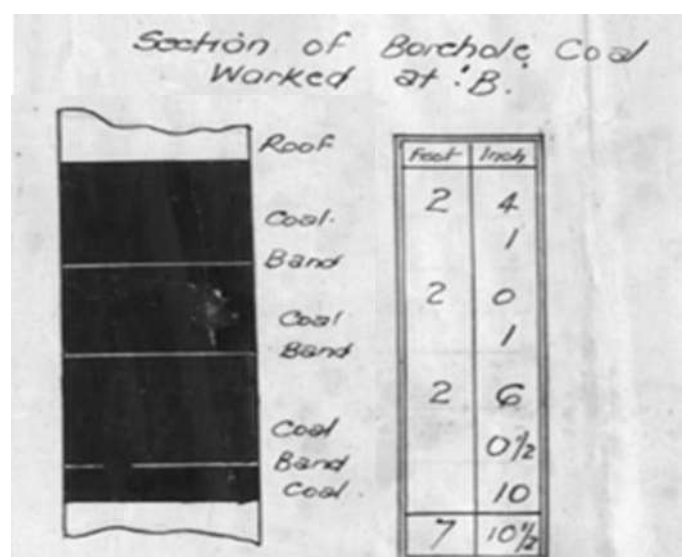 Section of Borehole Coal
Worked at "B".
Roof
Coal.
Band
Coal
Band
Coal
Band
Coal.
Feet Inch
2 4
1
2 0
1
2 6
0½
10
7 10½